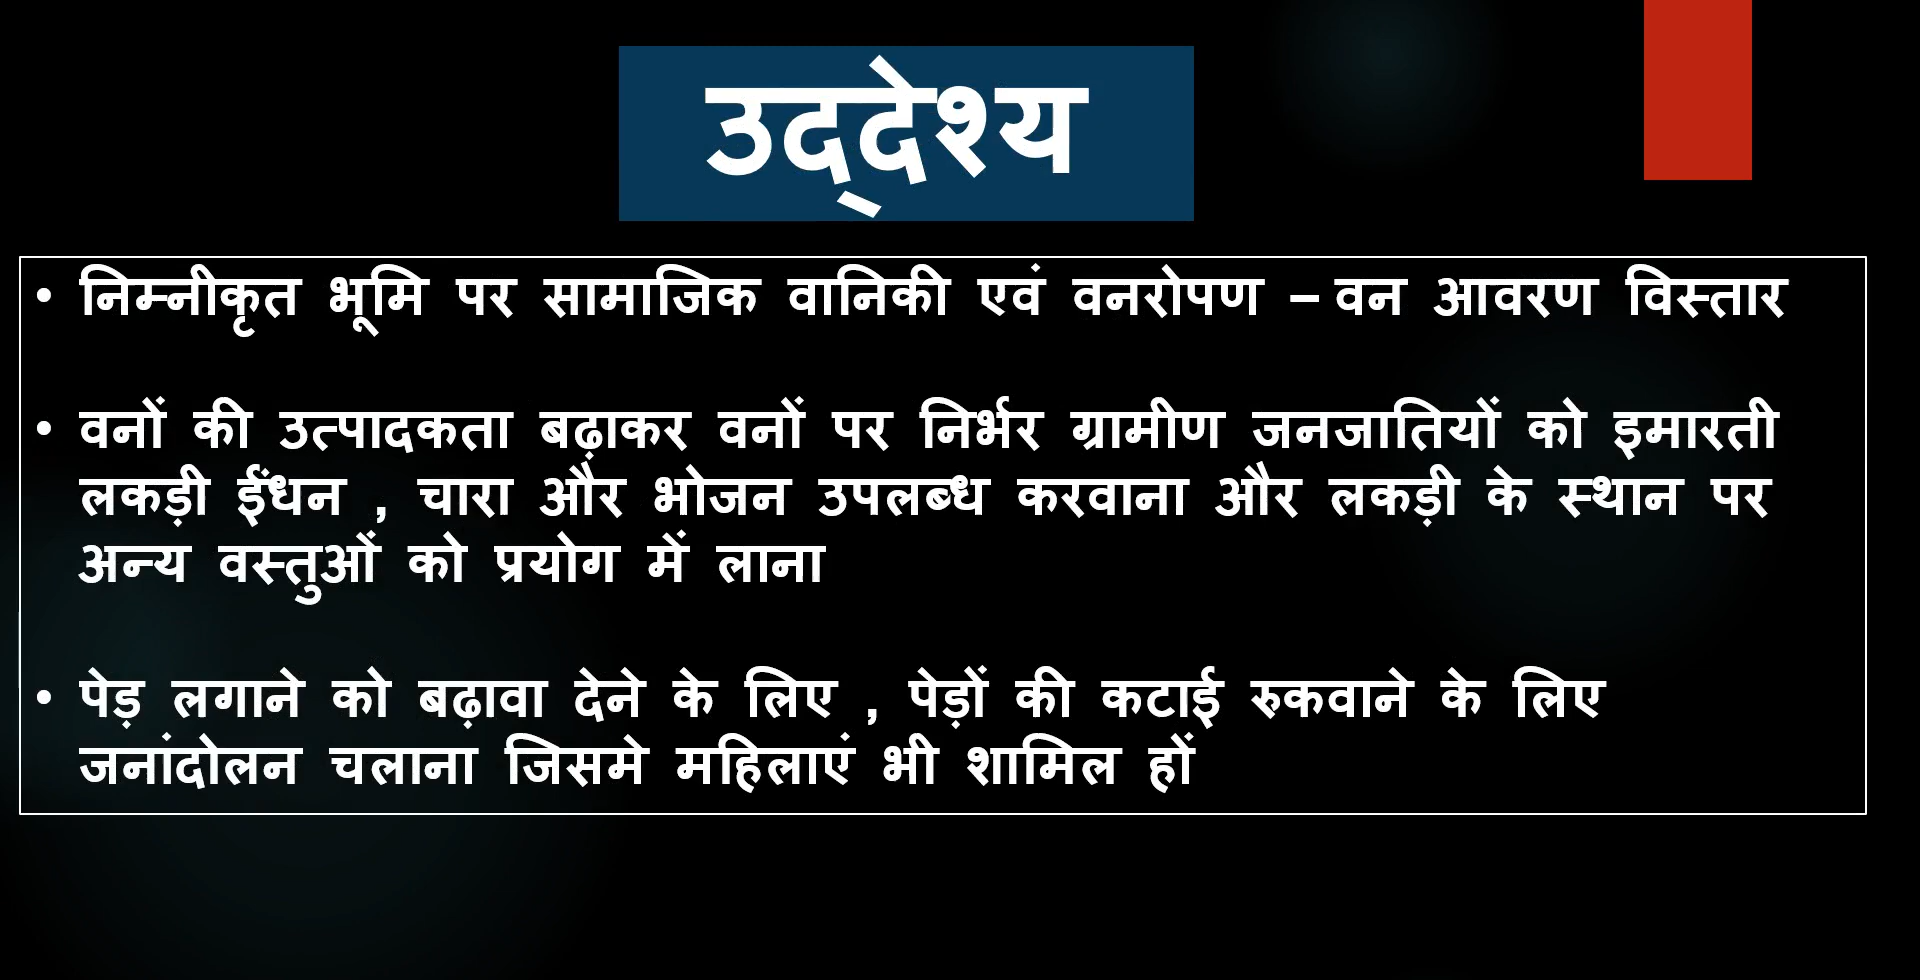 उद्देश्य
• निम्नीकृत भूमि पर सामाजिक वानिकी एवं वनरोपण – वन आवरण विस्तार
• वनों की उत्पादकता बढ़ाकर वनों पर निर्भर ग्रामीण जनजातियों को इमारती
लकड़ी ईंधन , चारा और भोजन उपलब्ध करवाना और लकड़ी के स्थान पर
अन्य वस्तुओं को प्रयोग में लाना
• पेड़ लगाने को बढ़ावा देने के लिए , पेड़ों की कटाई रुकवाने के लिए
जनांदोलन चलाना जिसमे महिलाएं भी शामिल हों